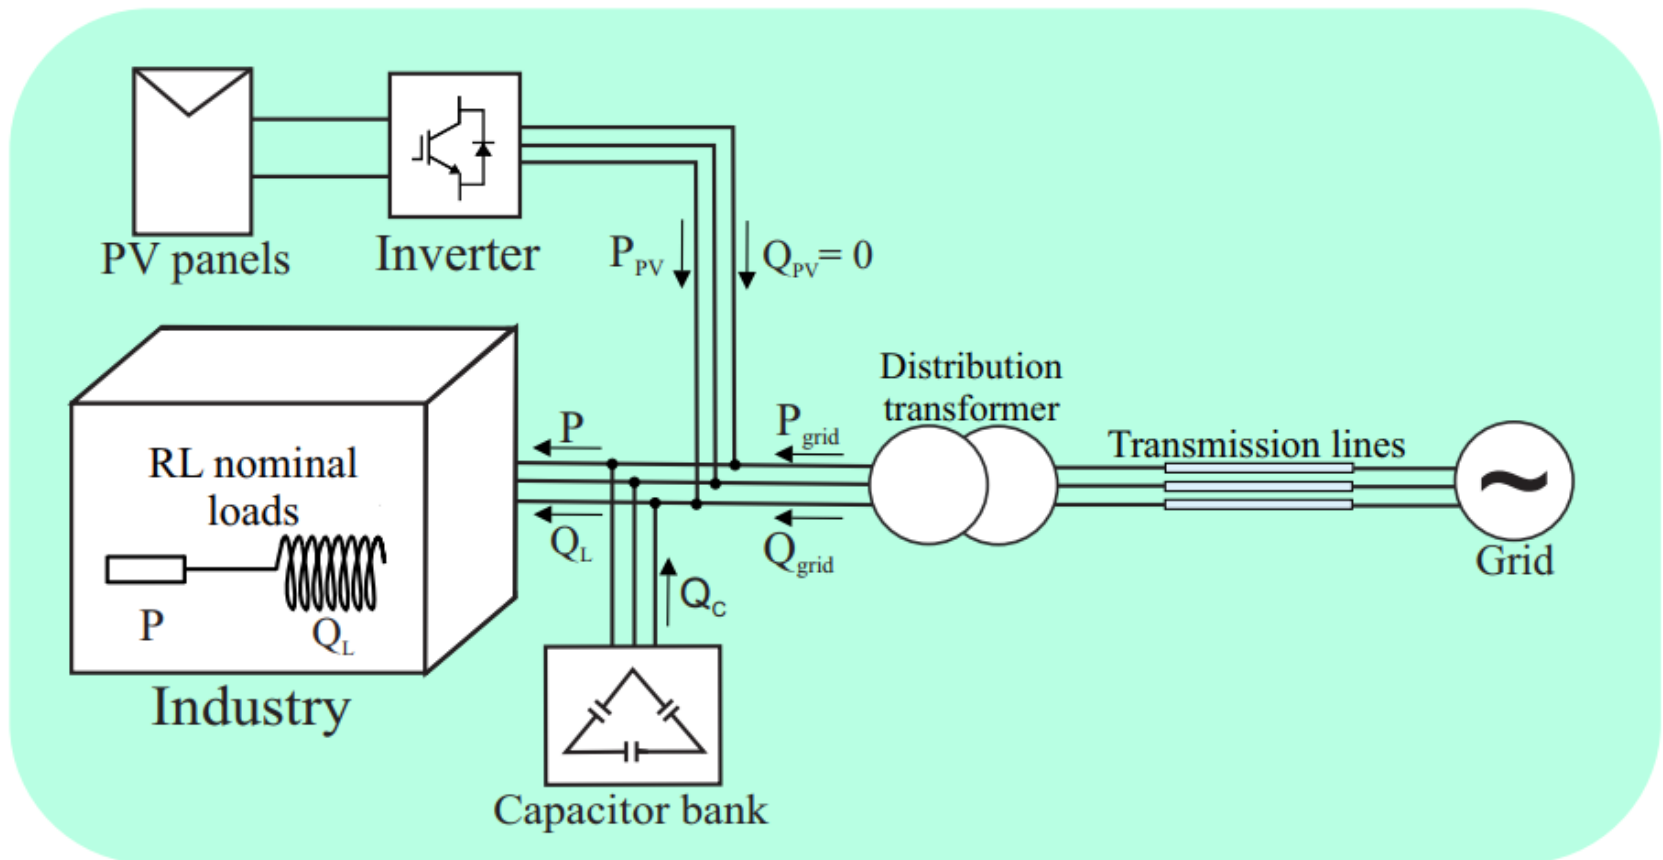 PV panels
Inverter
P_PV
Q_PV = 0
Distribution
transformer
P
P_grid
Transmission lines
RL nominal
loads
Q_L
Q_grid
Grid
P
Q_L
Q_C
Industry
Capacitor bank